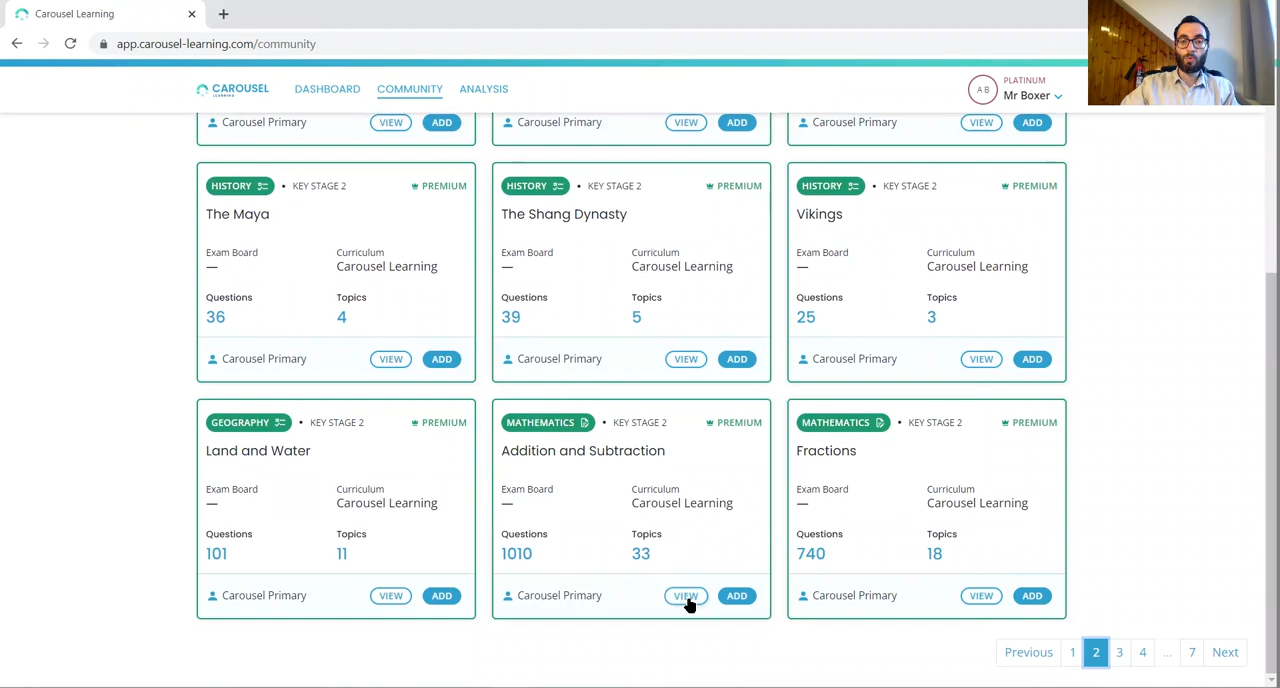 Carousel Learning
app.carousel-learning.com/community
CAROUSEL
LEARNING
DASHBOARD
COMMUNITY
ANALYSIS
A B
PLATINUM
Mr Boxer
Carousel Primary VIEW ADD
Carousel Primary VIEW ADD
Carousel Primary VIEW ADD
HISTORY • KEY STAGE 2 PREMIUM
The Maya
Exam Board Curriculum
— Carousel Learning
Questions Topics
36 4
Carousel Primary VIEW ADD
HISTORY • KEY STAGE 2 PREMIUM
The Shang Dynasty
Exam Board Curriculum
— Carousel Learning
Questions Topics
39 5
Carousel Primary VIEW ADD
HISTORY • KEY STAGE 2 PREMIUM
Vikings
Exam Board Curriculum
— Carousel Learning
Questions Topics
25 3
Carousel Primary VIEW ADD
GEOGRAPHY • KEY STAGE 2 PREMIUM
Land and Water
Exam Board Curriculum
— Carousel Learning
Questions Topics
101 11
Carousel Primary VIEW ADD
MATHEMATICS • KEY STAGE 2 PREMIUM
Addition and Subtraction
Exam Board Curriculum
— Carousel Learning
Questions Topics
1010 33
Carousel Primary VIEW ADD
MATHEMATICS • KEY STAGE 2 PREMIUM
Fractions
Exam Board Curriculum
— Carousel Learning
Questions Topics
740 18
Carousel Primary VIEW ADD
Previous 1 2 3 4 ... 7 Next